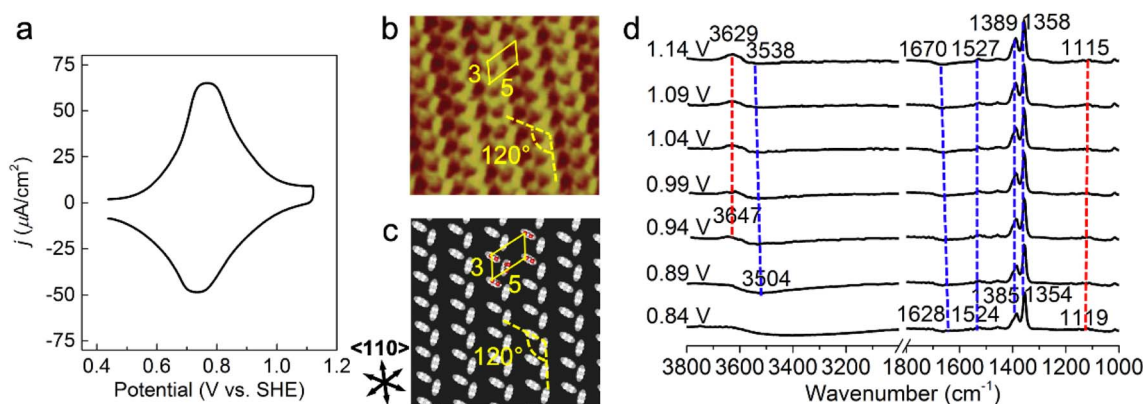 a
j (μA/cm²)
75
50
25
0
-25
-50
-75
0.4 0.6 0.8 1.0 1.2
Potential (V vs. SHE)
b
3
5
120°
c
3
5
120°
<110>
d
3629
3538
1670 1527
1389 1358
1115
1.14 V
1.09 V
1.04 V
0.99 V
3647
0.94 V
3504
0.89 V
1385 1354
1628 1524
1119
0.84 V
3800 3600 3400 3200 1800 1600 1400 1200 1000
Wavenumber (cm⁻¹)